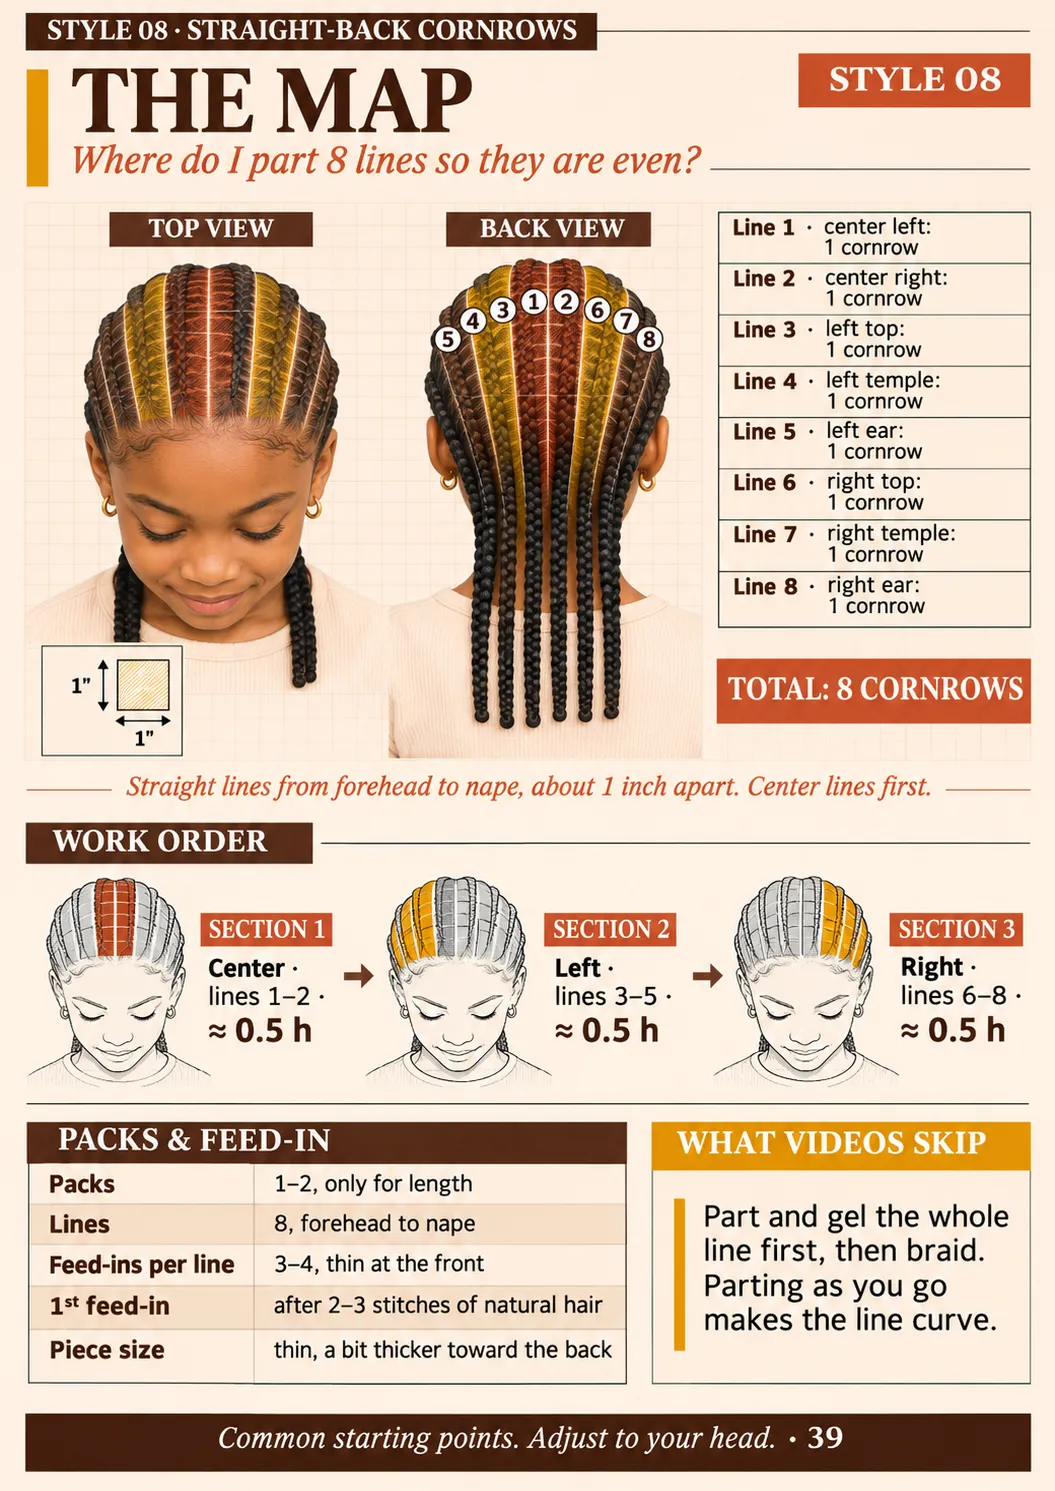 STYLE 08 · STRAIGHT-BACK CORNROWS
THE MAP
STYLE 08
Where do I part 8 lines so they are even?
TOP VIEW
BACK VIEW
5 4 3 1 2 6 7 8
Line 1 · center left:
1 cornrow
Line 2 · center right:
1 cornrow
Line 3 · left top:
1 cornrow
Line 4 · left temple:
1 cornrow
Line 5 · left ear:
1 cornrow
Line 6 · right top:
1 cornrow
Line 7 · right temple:
1 cornrow
Line 8 · right ear:
1 cornrow
TOTAL: 8 CORNROWS
1”
1”
Straight lines from forehead to nape, about 1 inch apart. Center lines first.
WORK ORDER
SECTION 1
Center ·
lines 1–2 ·
≈ 0.5 h
SECTION 2
Left ·
lines 3–5 ·
≈ 0.5 h
SECTION 3
Right ·
lines 6–8 ·
≈ 0.5 h
PACKS & FEED-IN
Packs 1–2, only for length
Lines 8, forehead to nape
Feed-ins per line 3–4, thin at the front
1st feed-in after 2–3 stitches of natural hair
Piece size thin, a bit thicker toward the back
WHAT VIDEOS SKIP
Part and gel the whole
line first, then braid.
Parting as you go
makes the line curve.
Common starting points. Adjust to your head. · 39